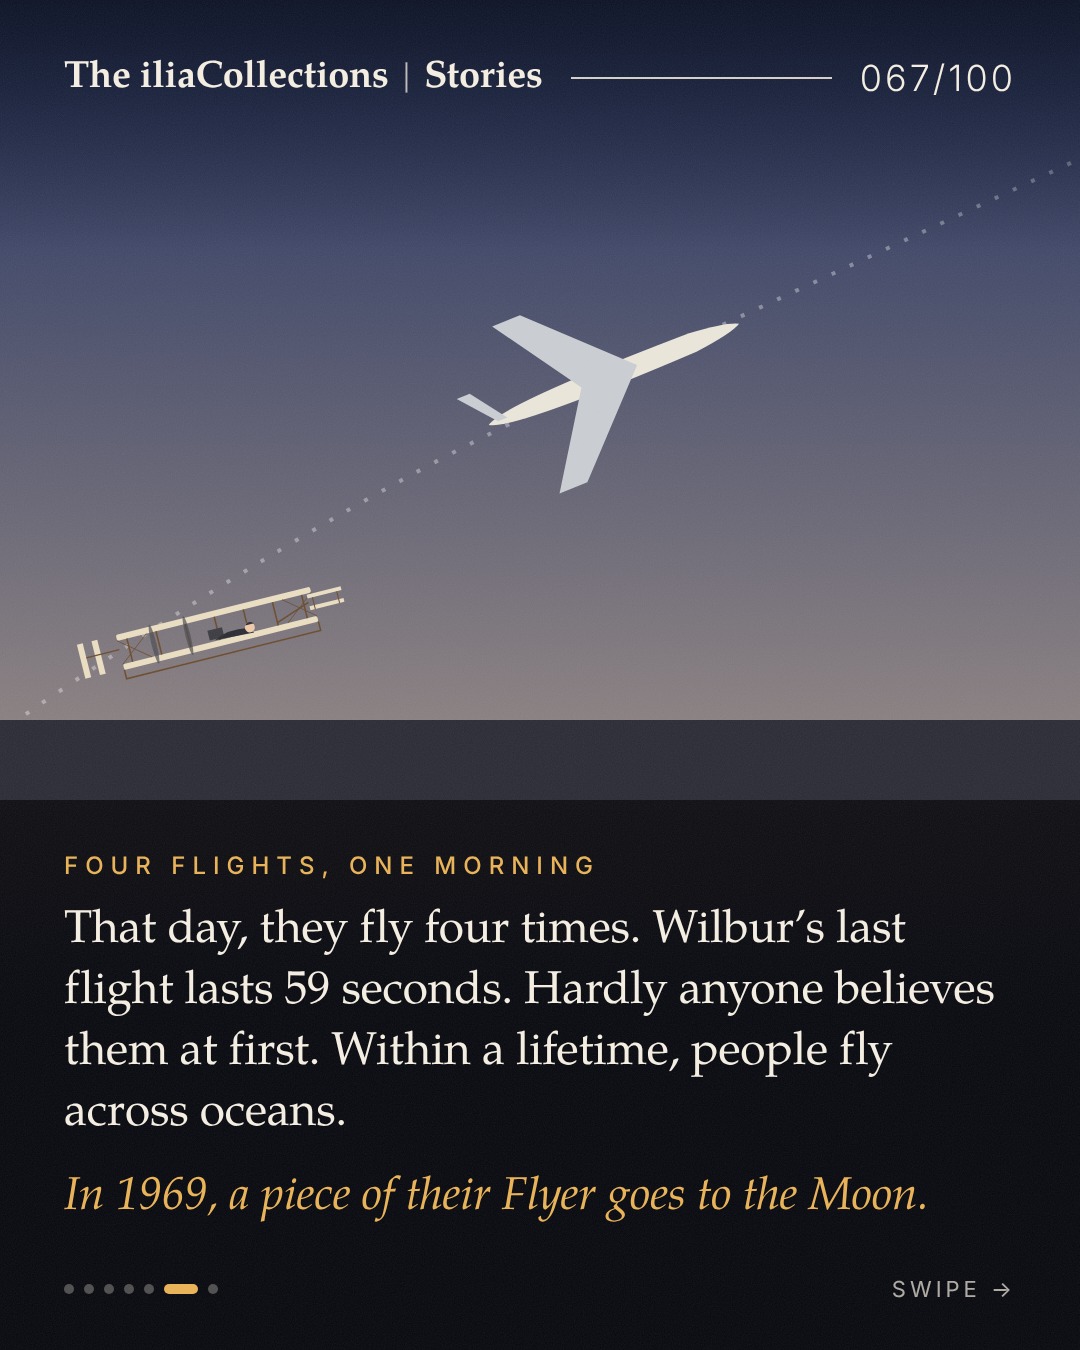 The iliaCollections | Stories 067/100
FOUR FLIGHTS, ONE MORNING
That day, they fly four times. Wilbur’s last
flight lasts 59 seconds. Hardly anyone believes
them at first. Within a lifetime, people fly
across oceans.
In 1969, a piece of their Flyer goes to the Moon.
SWIPE →